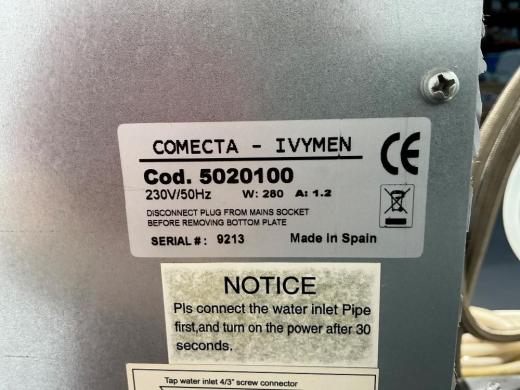 COMECTA - IVYMEN
CE
Cod. 5020100
230V/50Hz W: 280 A: 1.2
DISCONNECT PLUG FROM MAINS SOCKET
BEFORE REMOVING BOTTOM PLATE
SERIAL #: 9213 Made in Spain
NOTICE
Pls connect the water inlet Pipe
first,and turn on the power after 30
seconds.
Tap water inlet 4/3" screw connector